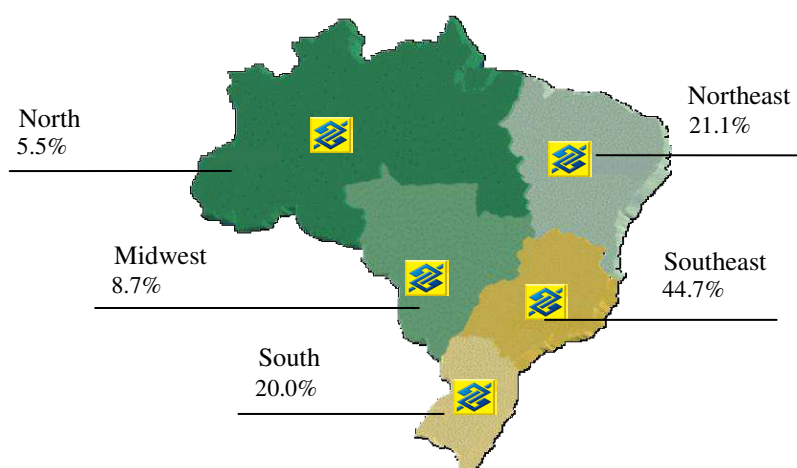 North
5.5%
Northeast
21.1%
Midwest
8.7%
Southeast
44.7%
South
20.0%